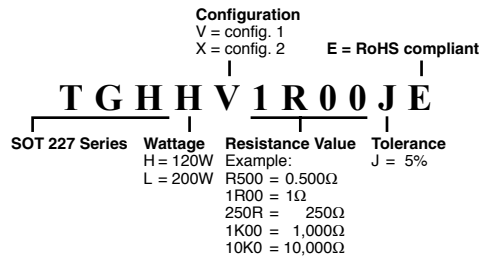 Configuration
V = config. 1
X = config. 2
E = RoHS compliant
T G H H V 1 R 0 0 J E
SOT 227 Series
Wattage
H = 120W
L = 200W
Resistance Value
Example:
R500 = 0.500Ω
1R00 = 1Ω
250R = 250Ω
1K00 = 1,000Ω
10K0 = 10,000Ω
Tolerance
J = 5%